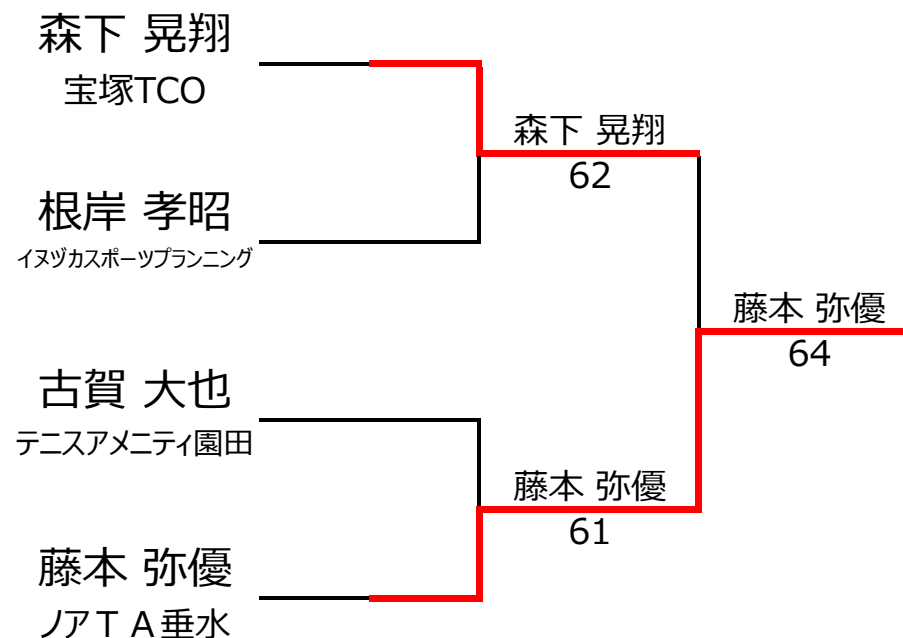 森下 晃翔
宝塚TCO
森下 晃翔
62
根岸 孝昭
イヌヅカスポーツプランニング
藤本 弥優
64
古賀 大也
テニスアメニティ園田
藤本 弥優
61
藤本 弥優
ノアＴＡ垂水